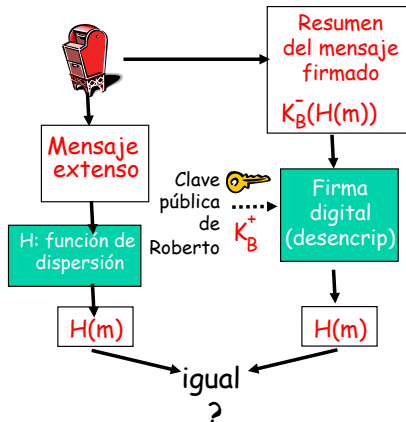 Resumen
del mensaje
firmado
K_B^-(H(m))
Mensaje
extenso
Clave
pública
de
Roberto
K_B^+
Firma
digital
(desencrip)
H: función de
dispersión
H(m)
H(m)
igual
?